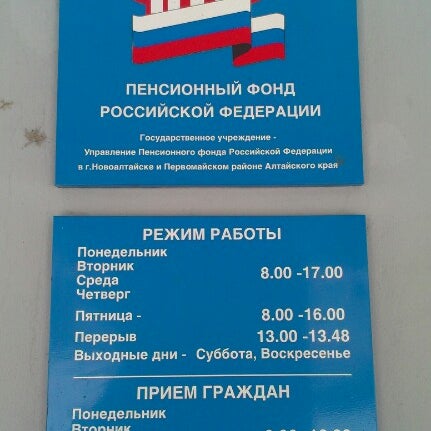 ПЕНСИОННЫЙ ФОНД
РОССИЙСКОЙ ФЕДЕРАЦИИ
Государственное учреждение -
Управление Пенсионного фонда Российской Федерации
в г.Новоалтайске и Первомайском районе Алтайского края
РЕЖИМ РАБОТЫ
Понедельник
Вторник
Среда
Четверг
8.00 -17.00
Пятница - 8.00 -16.00
Перерыв 13.00 -13.48
Выходные дни - Суббота, Воскресенье
ПРИЕМ ГРАЖДАН
Понедельник
Вторник